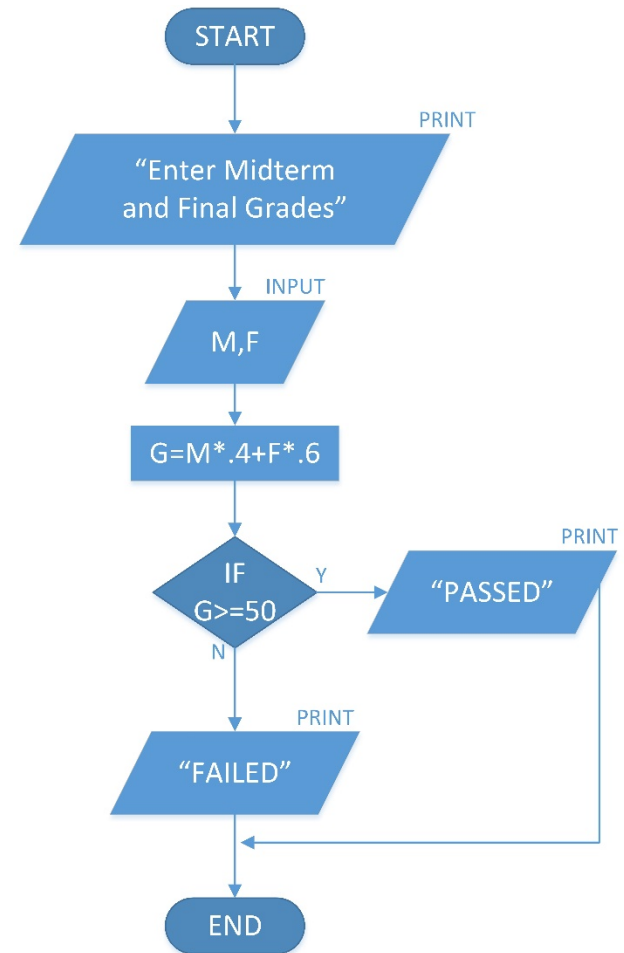 START
PRINT
“Enter Midterm
and Final Grades”
INPUT
M,F
G=M*.4+F*.6
IF
G>=50
Y
PRINT
“PASSED”
N
PRINT
“FAILED”
END